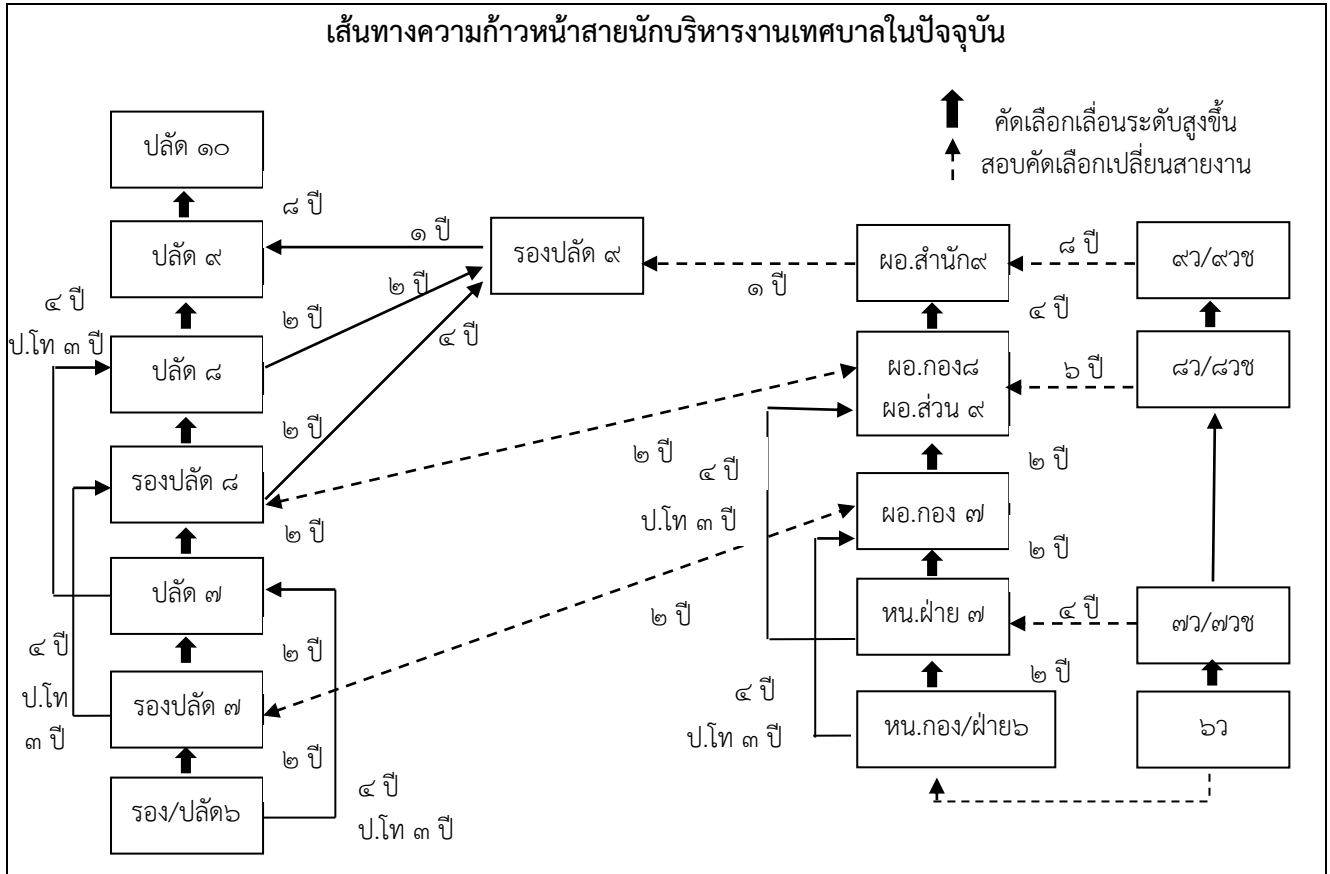 เส้นทางความก้าวหน้าสายนักบริหารงานเทศบาลในปัจจุบัน
คัดเลือกเลื่อนระดับสูงขึ้น
สอบคัดเลือกเปลี่ยนสายงาน
ปลัด ๑๐
๘ ปี
ปลัด ๙
๑ ปี
รองปลัด ๙
๑ ปี
ผอ.สำนัก๙
๘ ปี
๙ว/๙วช
๔ ปี
ป.โท ๓ ปี
๒ ปี
๒ ปี
๔ ปี
๔ ปี
ปลัด ๘
ผอ.กอง๘
ผอ.ส่วน ๙
๖ ปี
๘ว/๘วช
๒ ปี
รองปลัด ๘
๒ ปี
๔ ปี
ป.โท ๓ ปี
๒ ปี
ผอ.กอง ๗
๒ ปี
๒ ปี
ปลัด ๗
๒ ปี
หน.ฝ่าย ๗
๔ ปี
๗ว/๗วช
๔ ปี
ป.โท
๓ ปี
๒ ปี
๒ ปี
รองปลัด ๗
๔ ปี
ป.โท ๓ ปี
หน.กอง/ฝ่าย๖
๖ว
๒ ปี
รอง/ปลัด๖
๔ ปี
ป.โท ๓ ปี